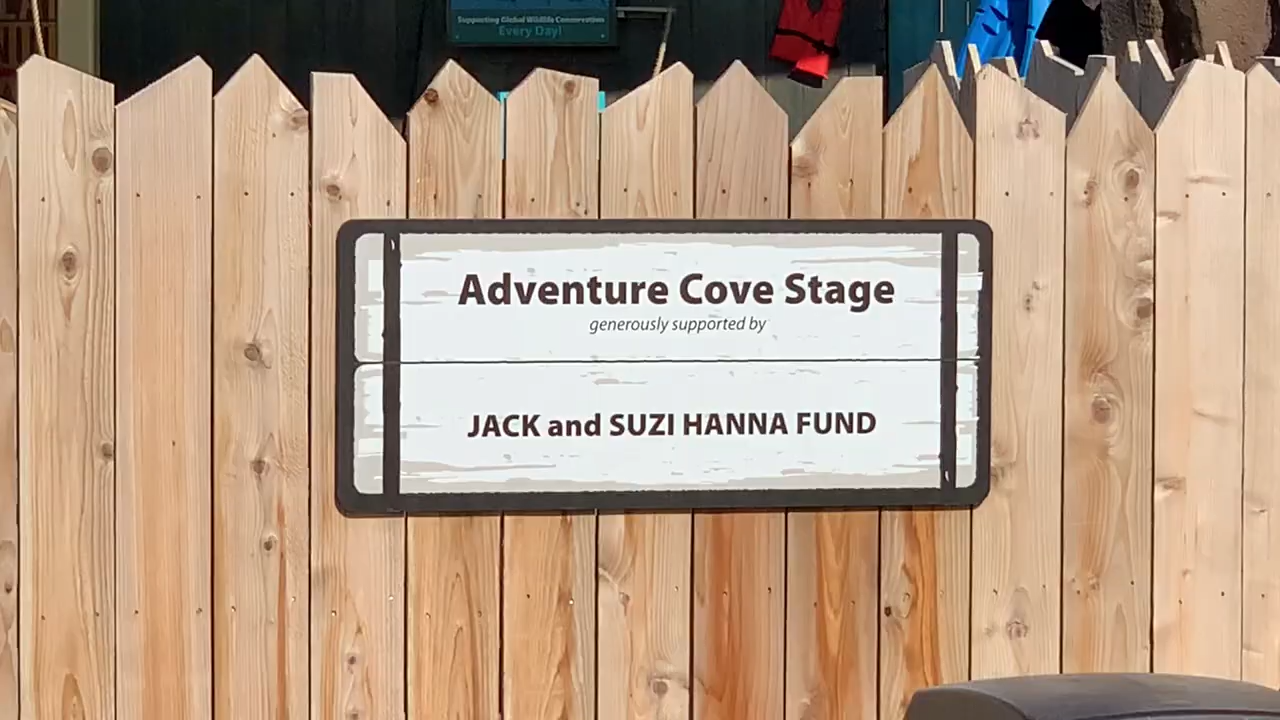 Supporting Global Wildlife Conservation
Every Day!
Adventure Cove Stage
generously supported by
JACK and SUZI HANNA FUND